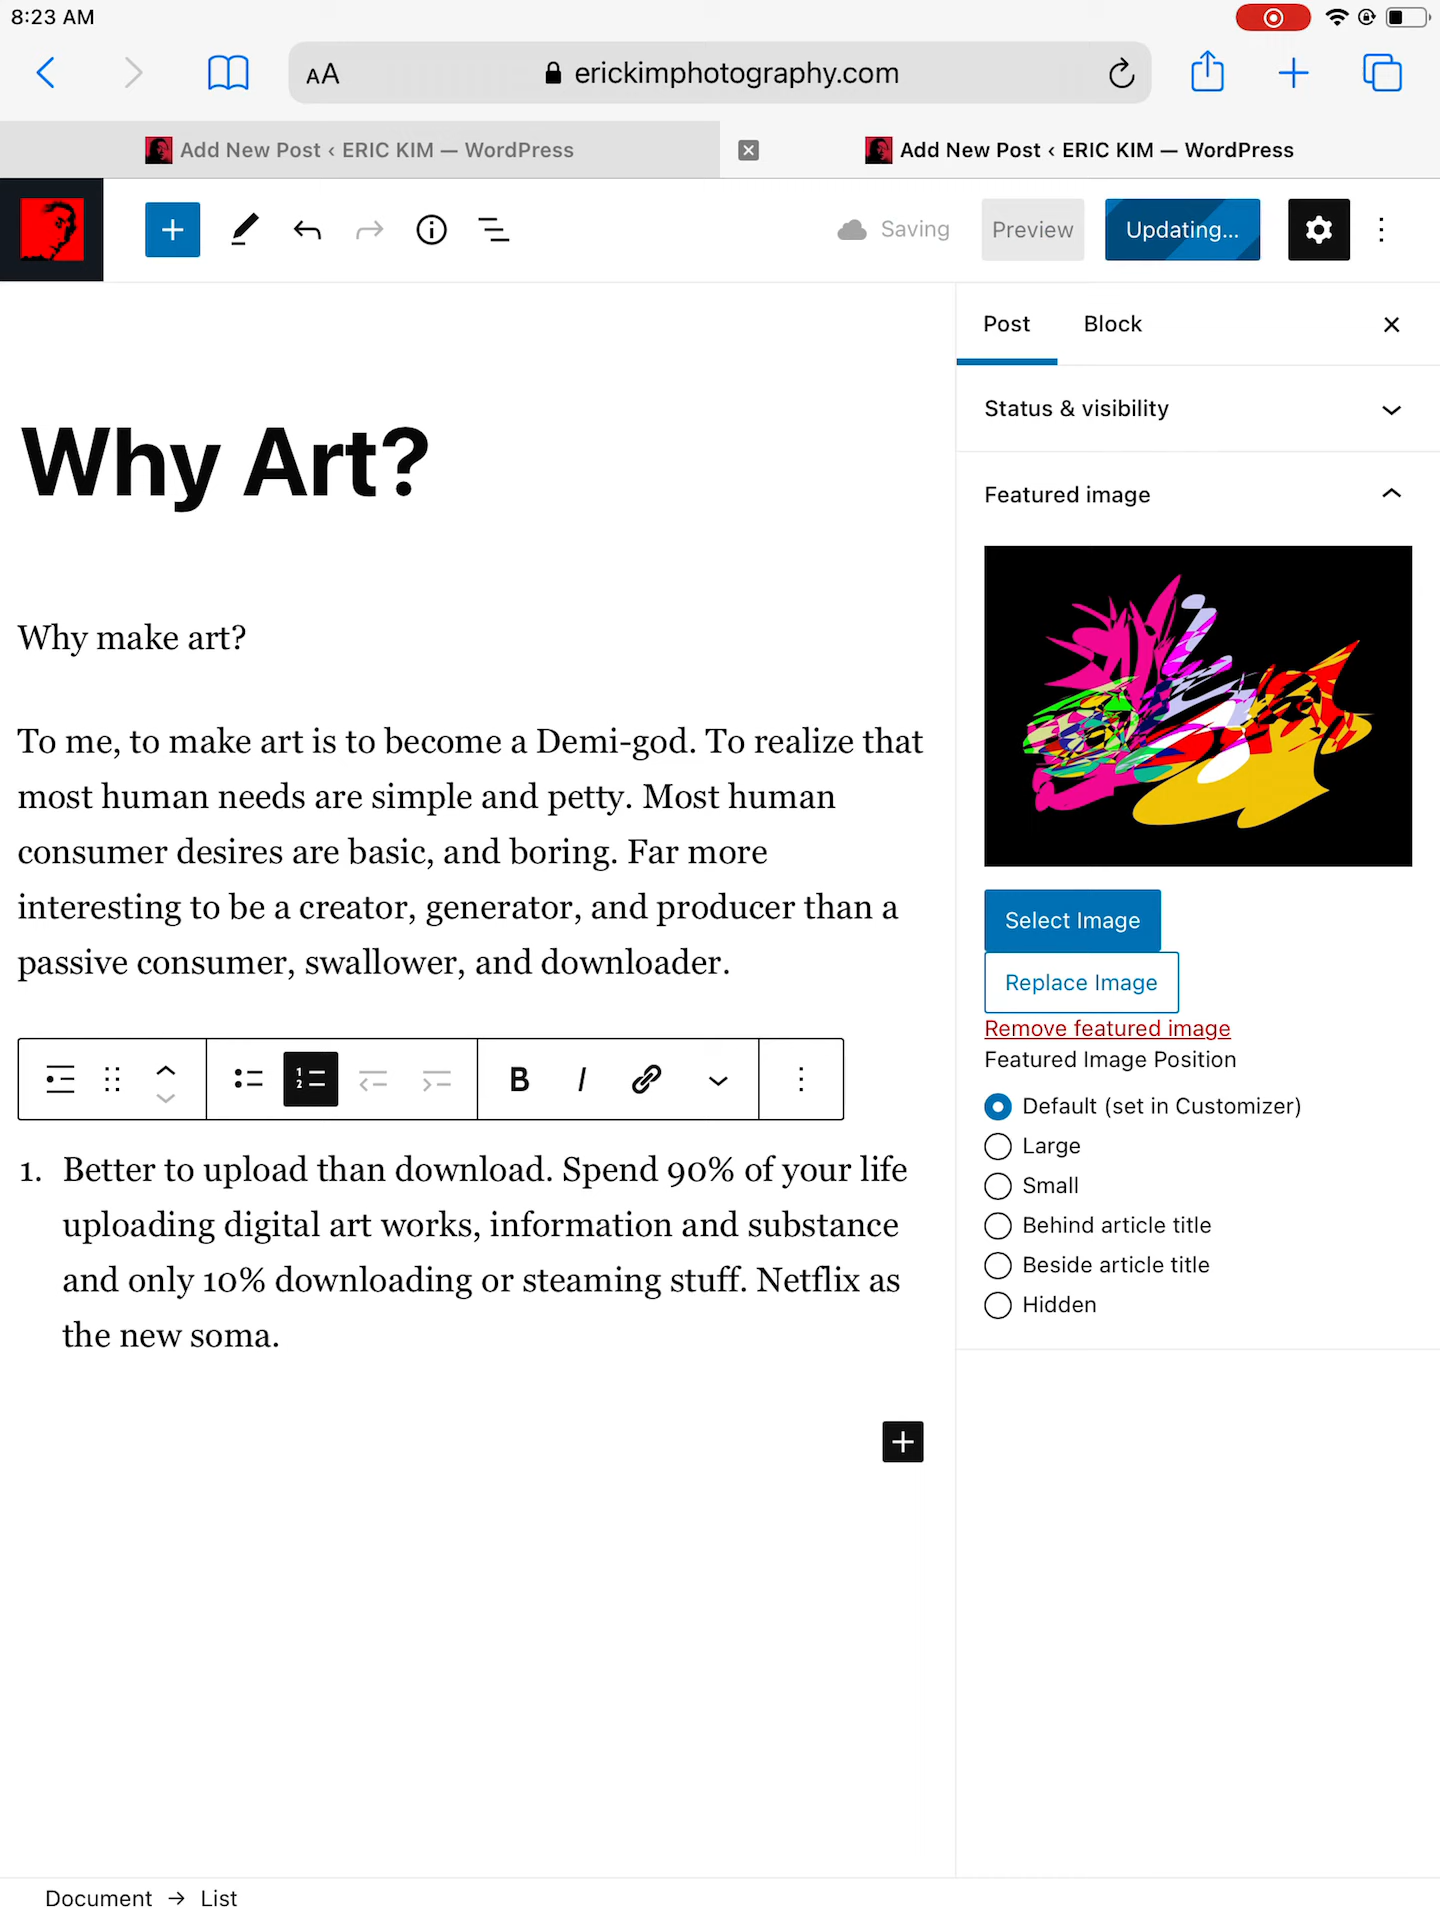 8:23 AM
AA erickimphotography.com
Add New Post ‹ ERIC KIM — WordPress
Add New Post ‹ ERIC KIM — WordPress
Saving
Preview
Updating...
Post
Block
Status & visibility
Featured image
Why Art?
Why make art?
To me, to make art is to become a Demi-god. To realize that
most human needs are simple and petty. Most human
consumer desires are basic, and boring. Far more
interesting to be a creator, generator, and producer than a
passive consumer, swallower, and downloader.
B I
1. Better to upload than download. Spend 90% of your life
uploading digital art works, information and substance
and only 10% downloading or steaming stuff. Netflix as
the new soma.
Select Image
Replace Image
Remove featured image
Featured Image Position
Default (set in Customizer)
Large
Small
Behind article title
Beside article title
Hidden
Document → List